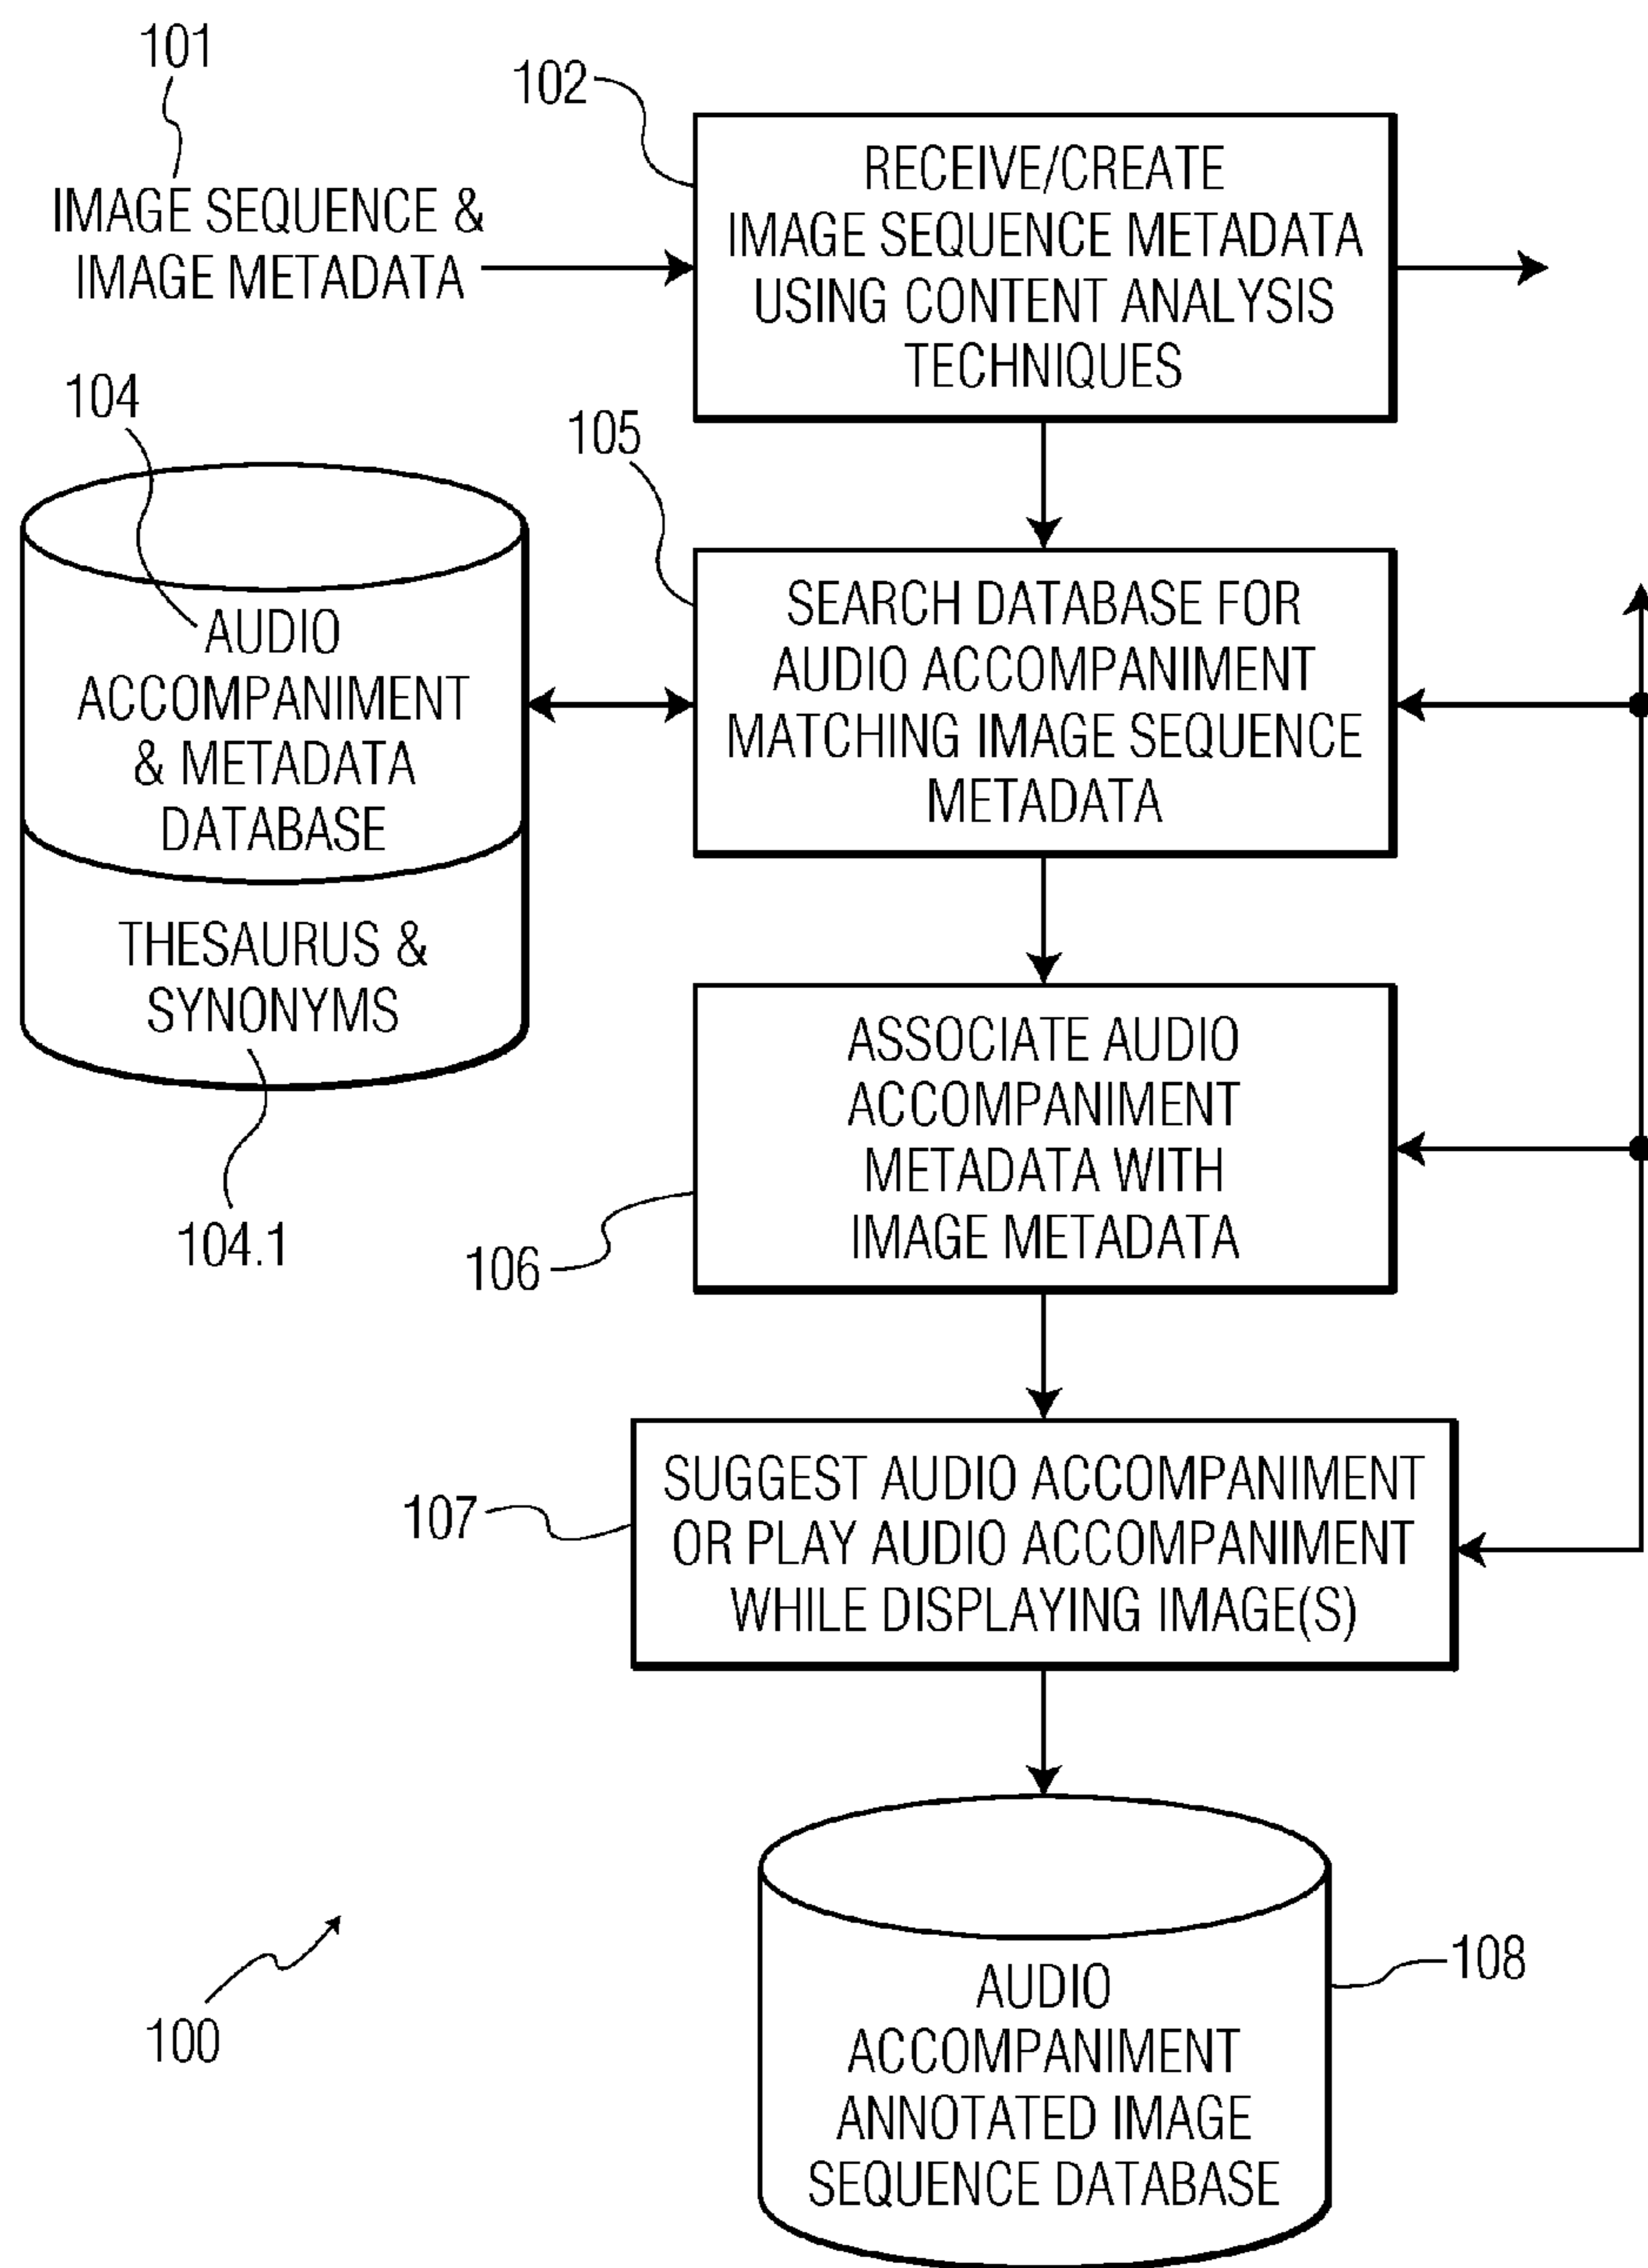 101
102
IMAGE SEQUENCE &
IMAGE METADATA
RECEIVE/CREATE
IMAGE SEQUENCE METADATA
USING CONTENT ANALYSIS
TECHNIQUES
104
105
AUDIO
ACCOMPANIMENT
& METADATA
DATABASE
THESAURUS &
SYNONYMS
104.1
SEARCH DATABASE FOR
AUDIO ACCOMPANIMENT
MATCHING IMAGE SEQUENCE
METADATA
ASSOCIATE AUDIO
ACCOMPANIMENT
METADATA WITH
IMAGE METADATA
106
107
SUGGEST AUDIO ACCOMPANIMENT
OR PLAY AUDIO ACCOMPANIMENT
WHILE DISPLAYING IMAGE(S)
108
AUDIO
ACCOMPANIMENT
ANNOTATED IMAGE
SEQUENCE DATABASE
100